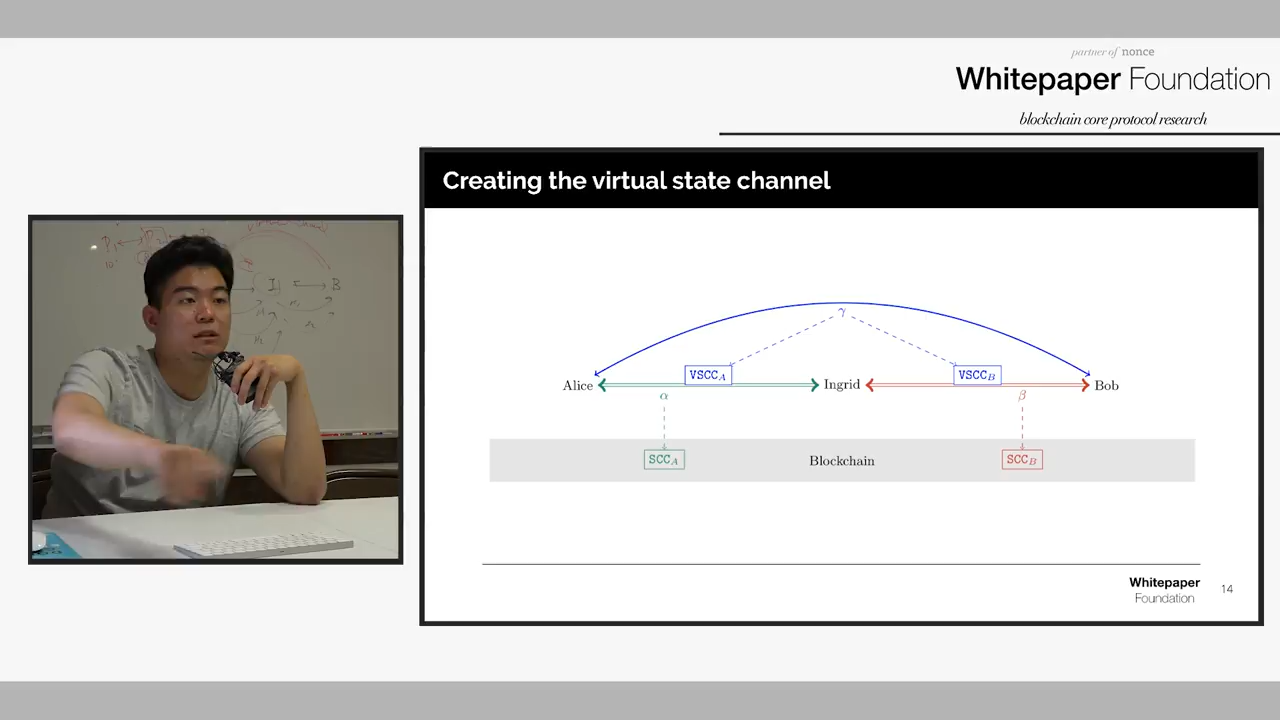 partner of nonce
Whitepaper Foundation
blockchain core protocol research
Creating the virtual state channel
γ
VSCC_A
VSCC_B
Alice
Ingrid
Bob
α
β
SCC_A
Blockchain
SCC_B
Whitepaper
Foundation
14
I B